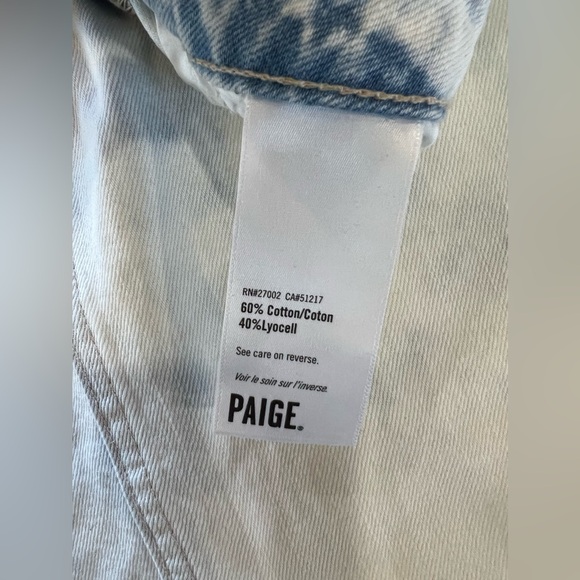 RN#27002 CA#51217
60% Cotton/Coton
40%Lyocell
See care on reverse.
Voir le soin sur l'inverse.
PAIGE.